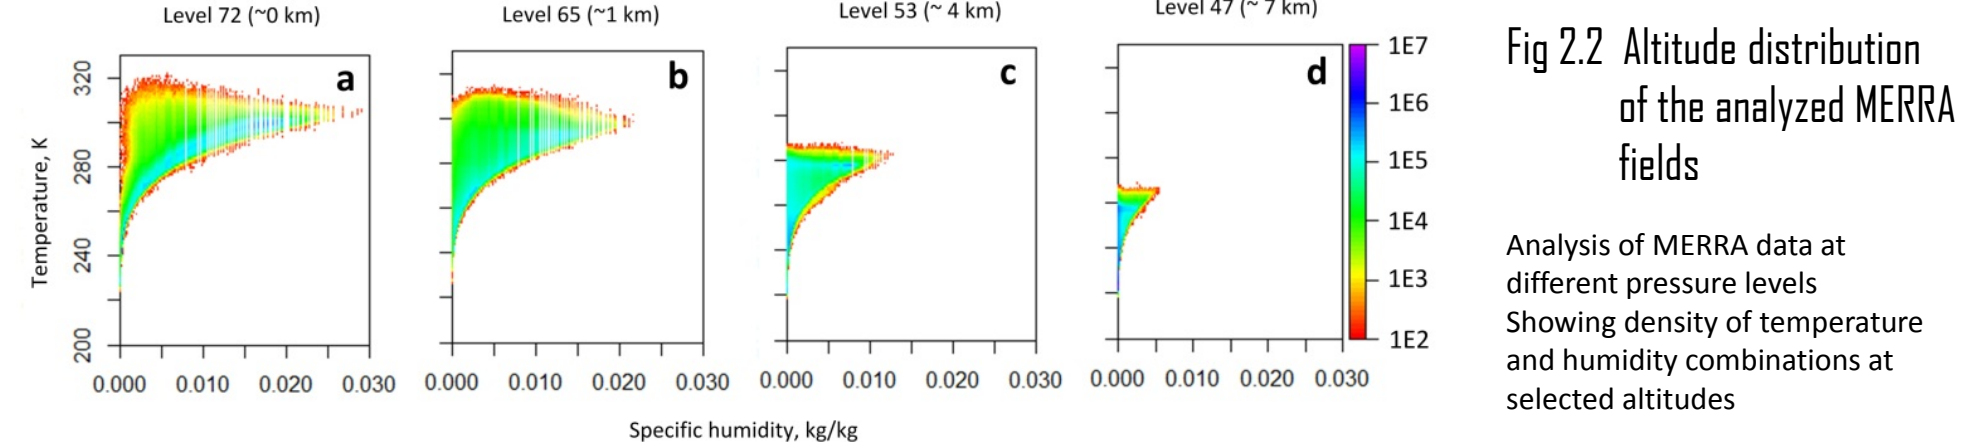 Level 72 (~0 km)
Level 65 (~1 km)
Level 53 (~ 4 km)
Level 47 (~ 7 km)
a
b
c
d
Temperature, K
320
280
240
200
0.000 0.010 0.020 0.030
0.000 0.010 0.020 0.030
0.000 0.010 0.020 0.030
0.000 0.010 0.020 0.030
Specific humidity, kg/kg
1E7
1E6
1E5
1E4
1E3
1E2
Fig 2.2 Altitude distribution
of the analyzed MERRA
fields
Analysis of MERRA data at
different pressure levels
Showing density of temperature
and humidity combinations at
selected altitudes